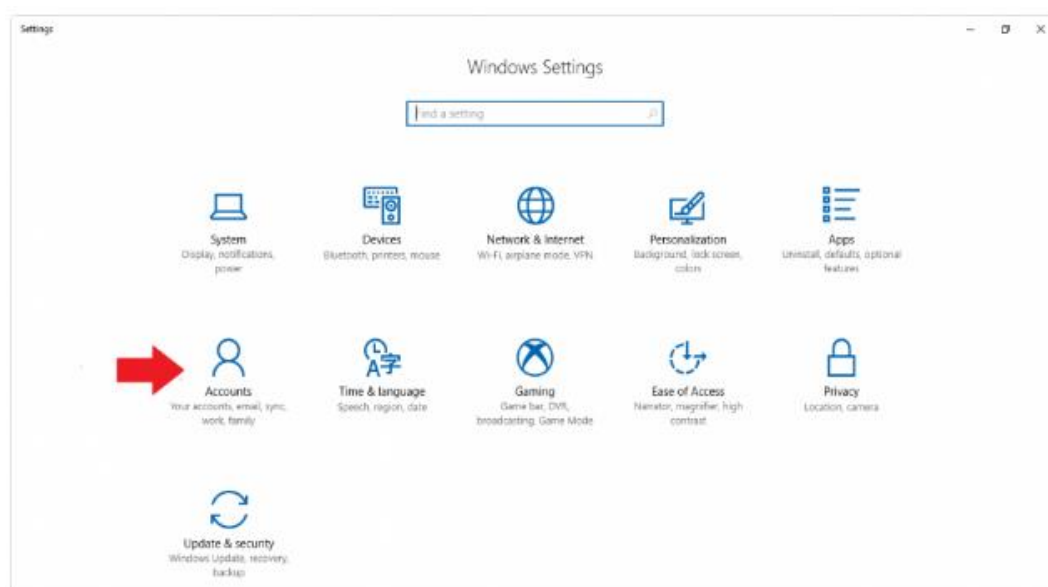 Settings
Windows Settings
Find a setting
System
Display, notifications,
power
Devices
Bluetooth, printers, mouse
Network & Internet
Wi-Fi, airplane mode, VPN
Personalization
Background, lock screen,
colors
Apps
Uninstall, defaults, optional
features
Accounts
Your accounts, email, sync,
work, family
Time & language
Speech, region, date
Gaming
Game bar, DVR,
broadcasting, Game Mode
Ease of Access
Narrator, magnifier, high
contrast
Privacy
Location, camera
Update & security
Windows Update, recovery,
backup